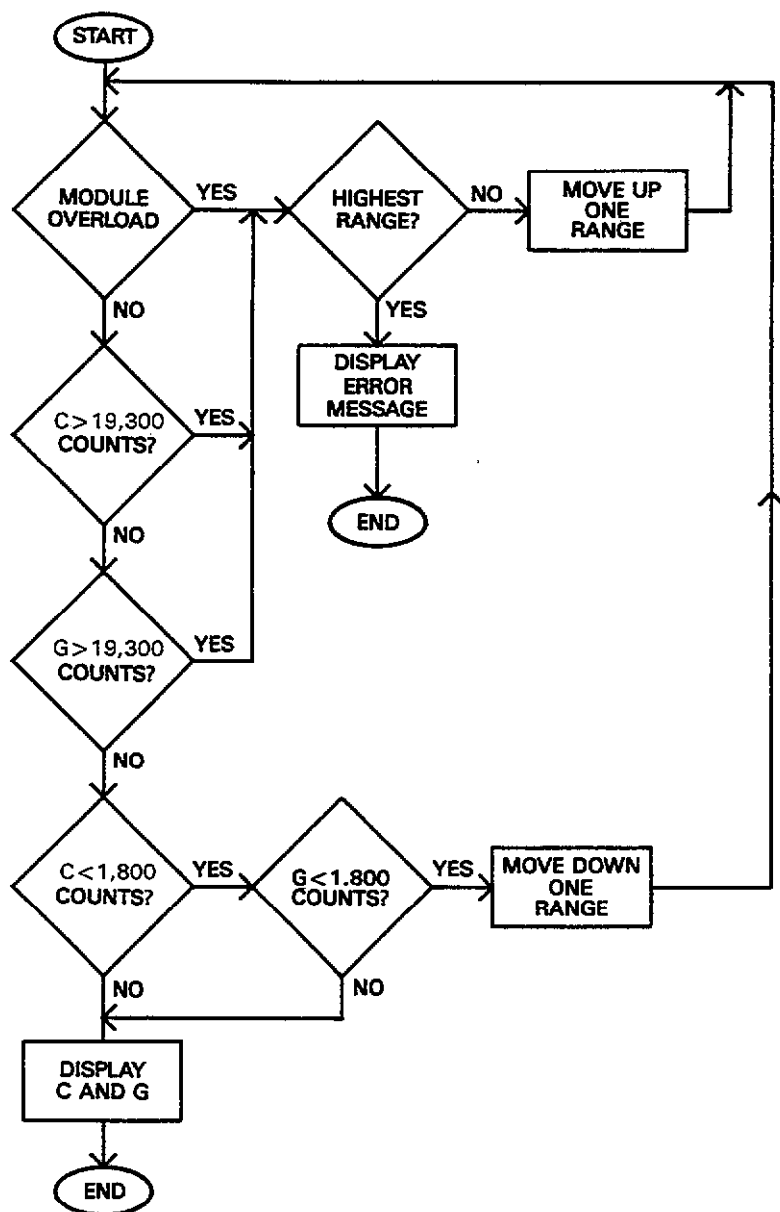 START
MODULE
OVERLOAD
YES
HIGHEST
RANGE?
NO
MOVE UP
ONE
RANGE
NO
YES
DISPLAY
ERROR
MESSAGE
C>19,300
COUNTS?
YES
END
NO
G>19,300
COUNTS?
YES
NO
C<1,800
COUNTS?
YES
G<1.800
COUNTS?
YES
MOVE DOWN
ONE
RANGE
NO
NO
DISPLAY
C AND G
END